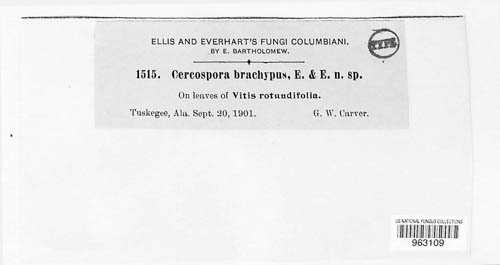 ELLIS AND EVERHART'S FUNGI COLUMBIANI.
BY E. BARTHOLOMEW.
TYPE
1515. Cercospora brachypus, E. & E. n. sp.
On leaves of Vitis rotundifolia.
Tuskegee, Ala. Sept. 20, 1901. G. W. Carver.
US NATIONAL FUNGUS COLLECTIONS
963109